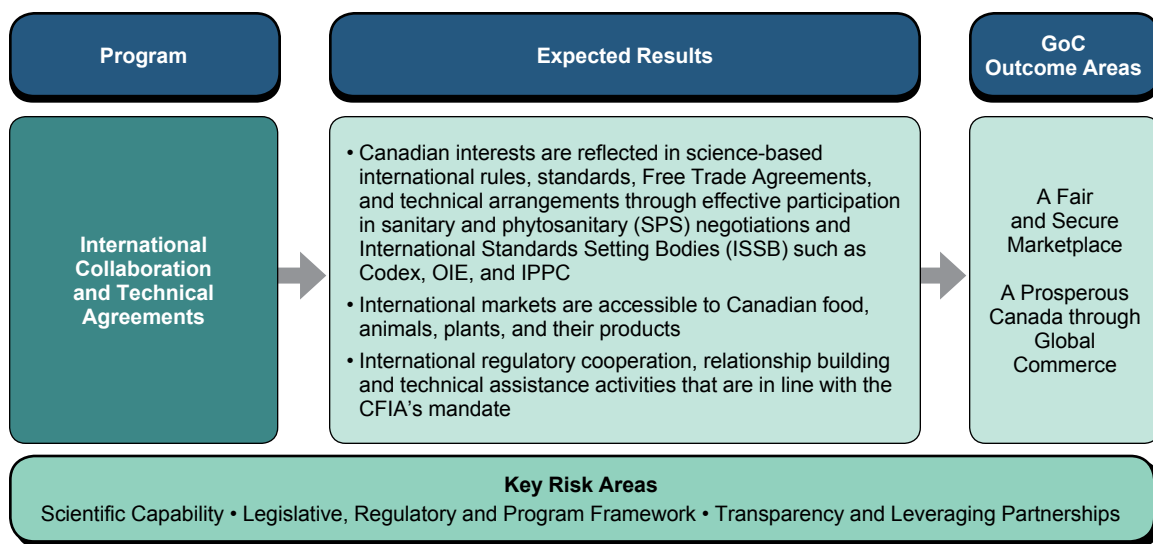 Program
Expected Results
GoC
Outcome Areas
International
Collaboration
and Technical
Agreements
• Canadian interests are reflected in science-based
international rules, standards, Free Trade Agreements,
and technical arrangements through effective participation
in sanitary and phytosanitary (SPS) negotiations and
International Standards Setting Bodies (ISSB) such as
Codex, OIE, and IPPC
• International markets are accessible to Canadian food,
animals, plants, and their products
• International regulatory cooperation, relationship building
and technical assistance activities that are in line with the
CFIA’s mandate
A Fair
and Secure
Marketplace
A Prosperous
Canada through
Global
Commerce
Key Risk Areas
Scientific Capability • Legislative, Regulatory and Program Framework • Transparency and Leveraging Partnerships